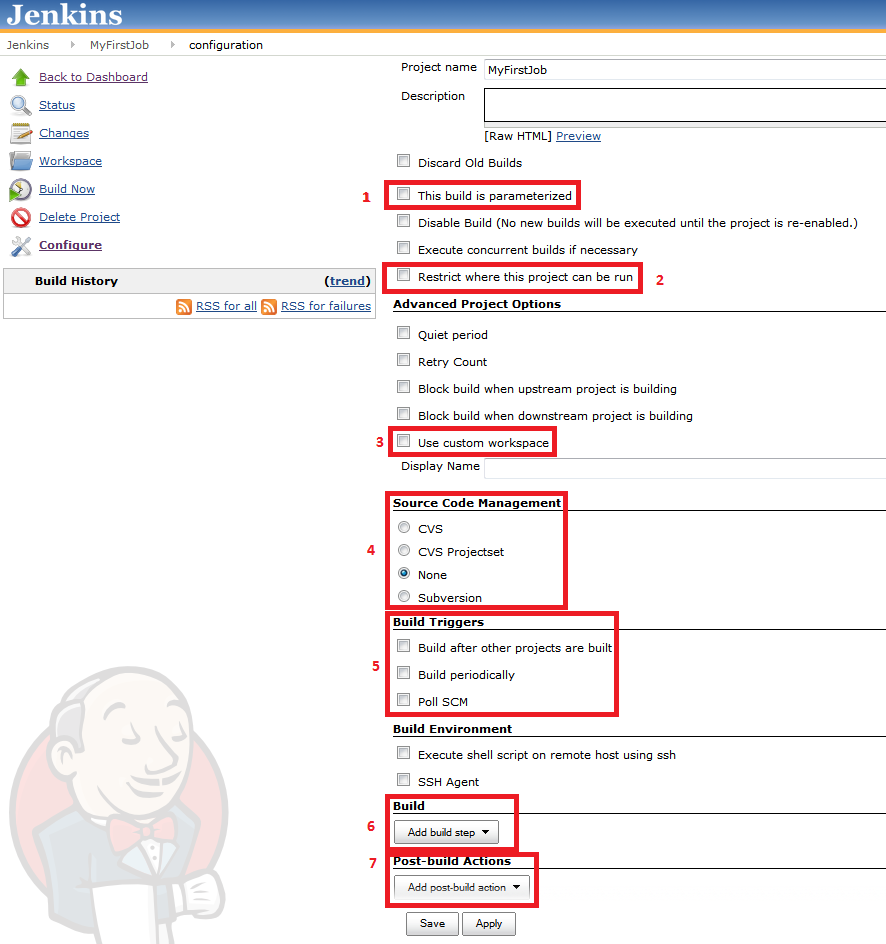 Jenkins
Jenkins MyFirstJob configuration
Back to Dashboard
Status
Changes
Workspace
Build Now
Delete Project
Configure
Build History (trend)
RSS for all RSS for failures
Project name MyFirstJob
Description
[Raw HTML] Preview
Discard Old Builds
1 This build is parameterized
Disable Build (No new builds will be executed until the project is re-enabled.)
Execute concurrent builds if necessary
Restrict where this project can be run 2
Advanced Project Options
Quiet period
Retry Count
Block build when upstream project is building
Block build when downstream project is building
3 Use custom workspace
Display Name
Source Code Management
CVS
4 CVS Projectset
None
Subversion
Build Triggers
Build after other projects are built
5 Build periodically
Poll SCM
Build Environment
Execute shell script on remote host using ssh
SSH Agent
Build
6 Add build step
7 Post-build Actions
Add post-build action
Save Apply